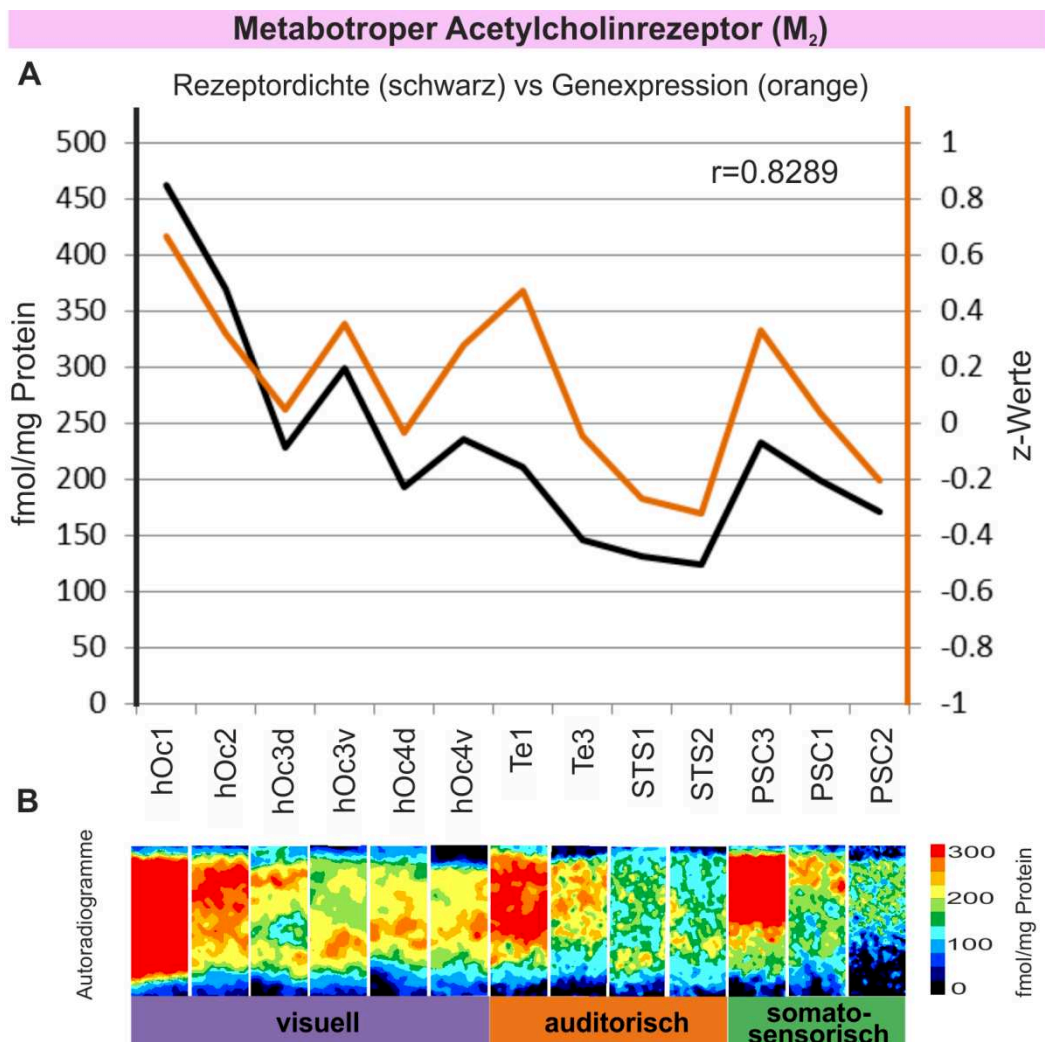 Metabotroper Acetylcholinrezeptor (M₂)
A
Rezeptordichte (schwarz) vs Genexpression (orange)
r=0.8289
fmol/mg Protein
500
450
400
350
300
250
200
150
100
50
0
1
0.8
0.6
0.4
0.2
0
-0.2
-0.4
-0.6
-0.8
-1
z-Werte
hOc1
hOc2
hOc3d
hOc3v
hOc4d
hOc4v
Te1
Te3
STS1
STS2
PSC3
PSC1
PSC2
B
Autoradiogramme
300
200
100
0
fmol/mg Protein
visuell
auditorisch
somato-
sensorisch